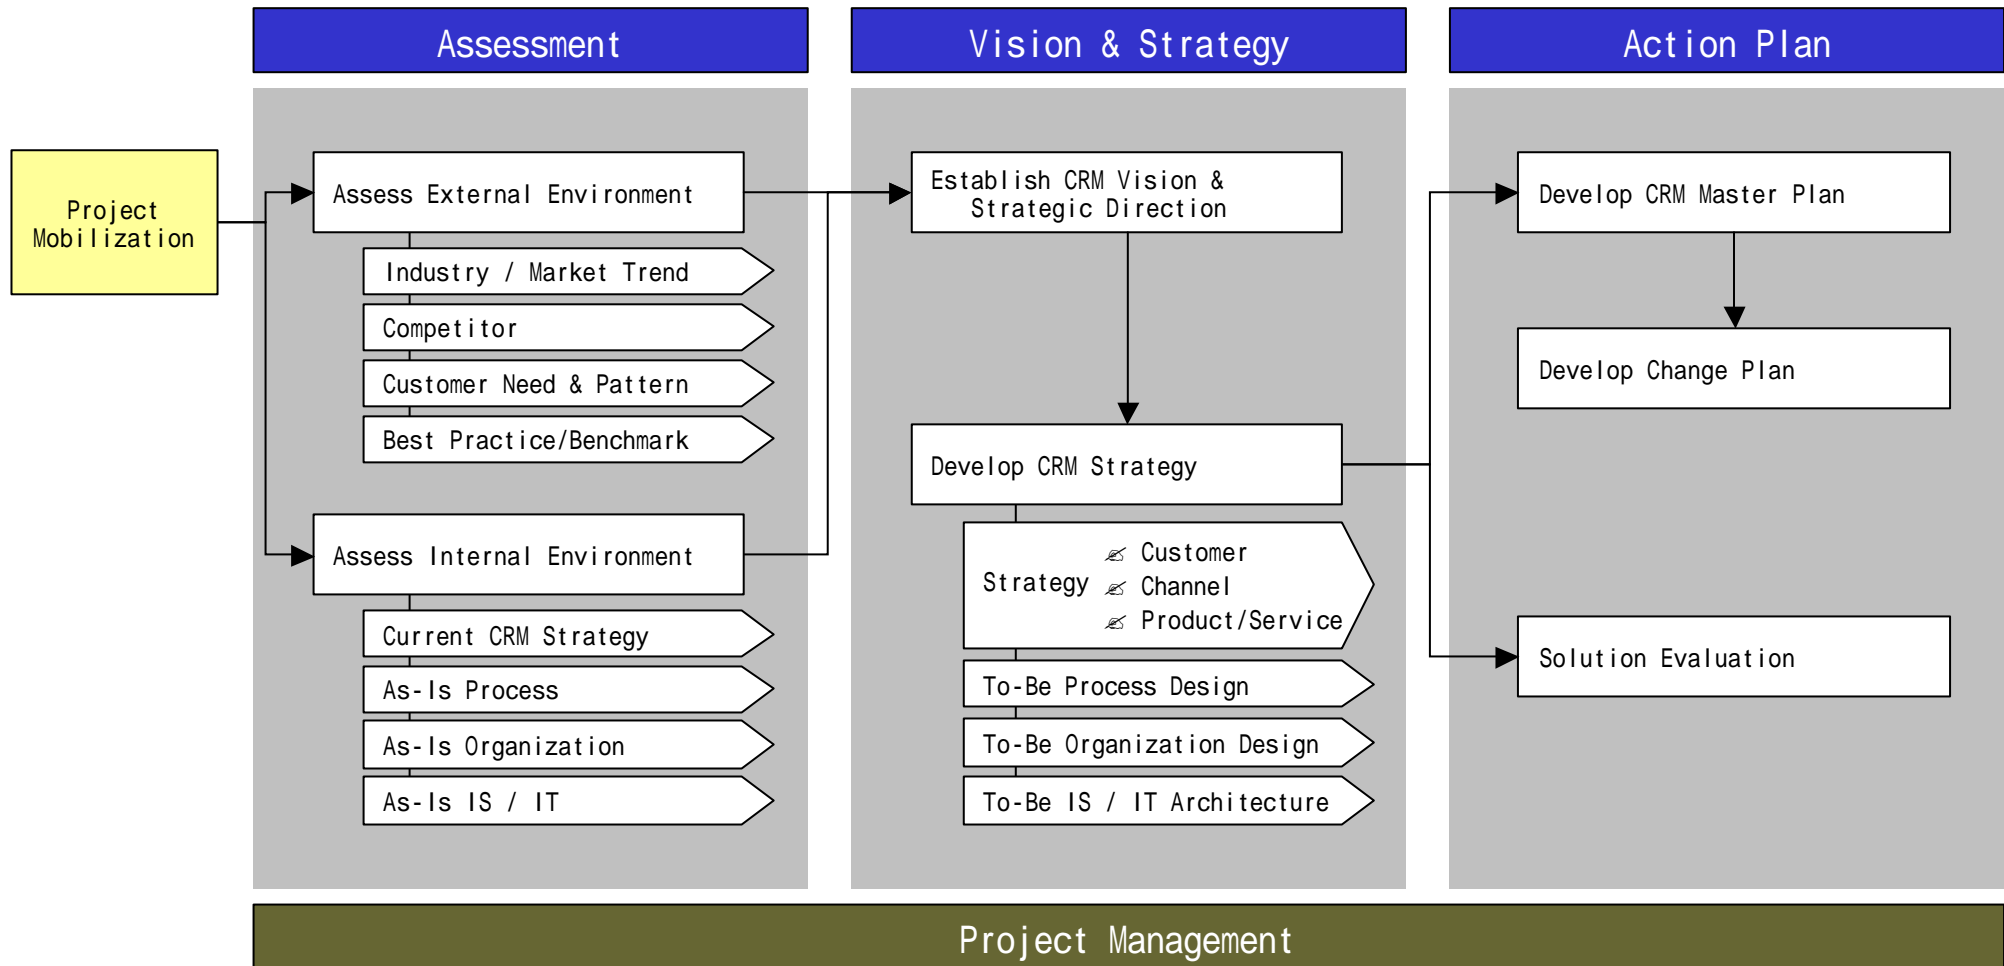 Assessment
Vision & Strategy
Action Plan
Project
Mobilization
Assess External Environment
Industry / Market Trend
Competitor
Customer Need & Pattern
Best Practice/Benchmark
Assess Internal Environment
Current CRM Strategy
As-Is Process
As-Is Organization
As-Is IS / IT
Establish CRM Vision &
Strategic Direction
Develop CRM Strategy
Strategy
Customer
Channel
Product/Service
To-Be Process Design
To-Be Organization Design
To-Be IS / IT Architecture
Develop CRM Master Plan
Develop Change Plan
Solution Evaluation
Project Management